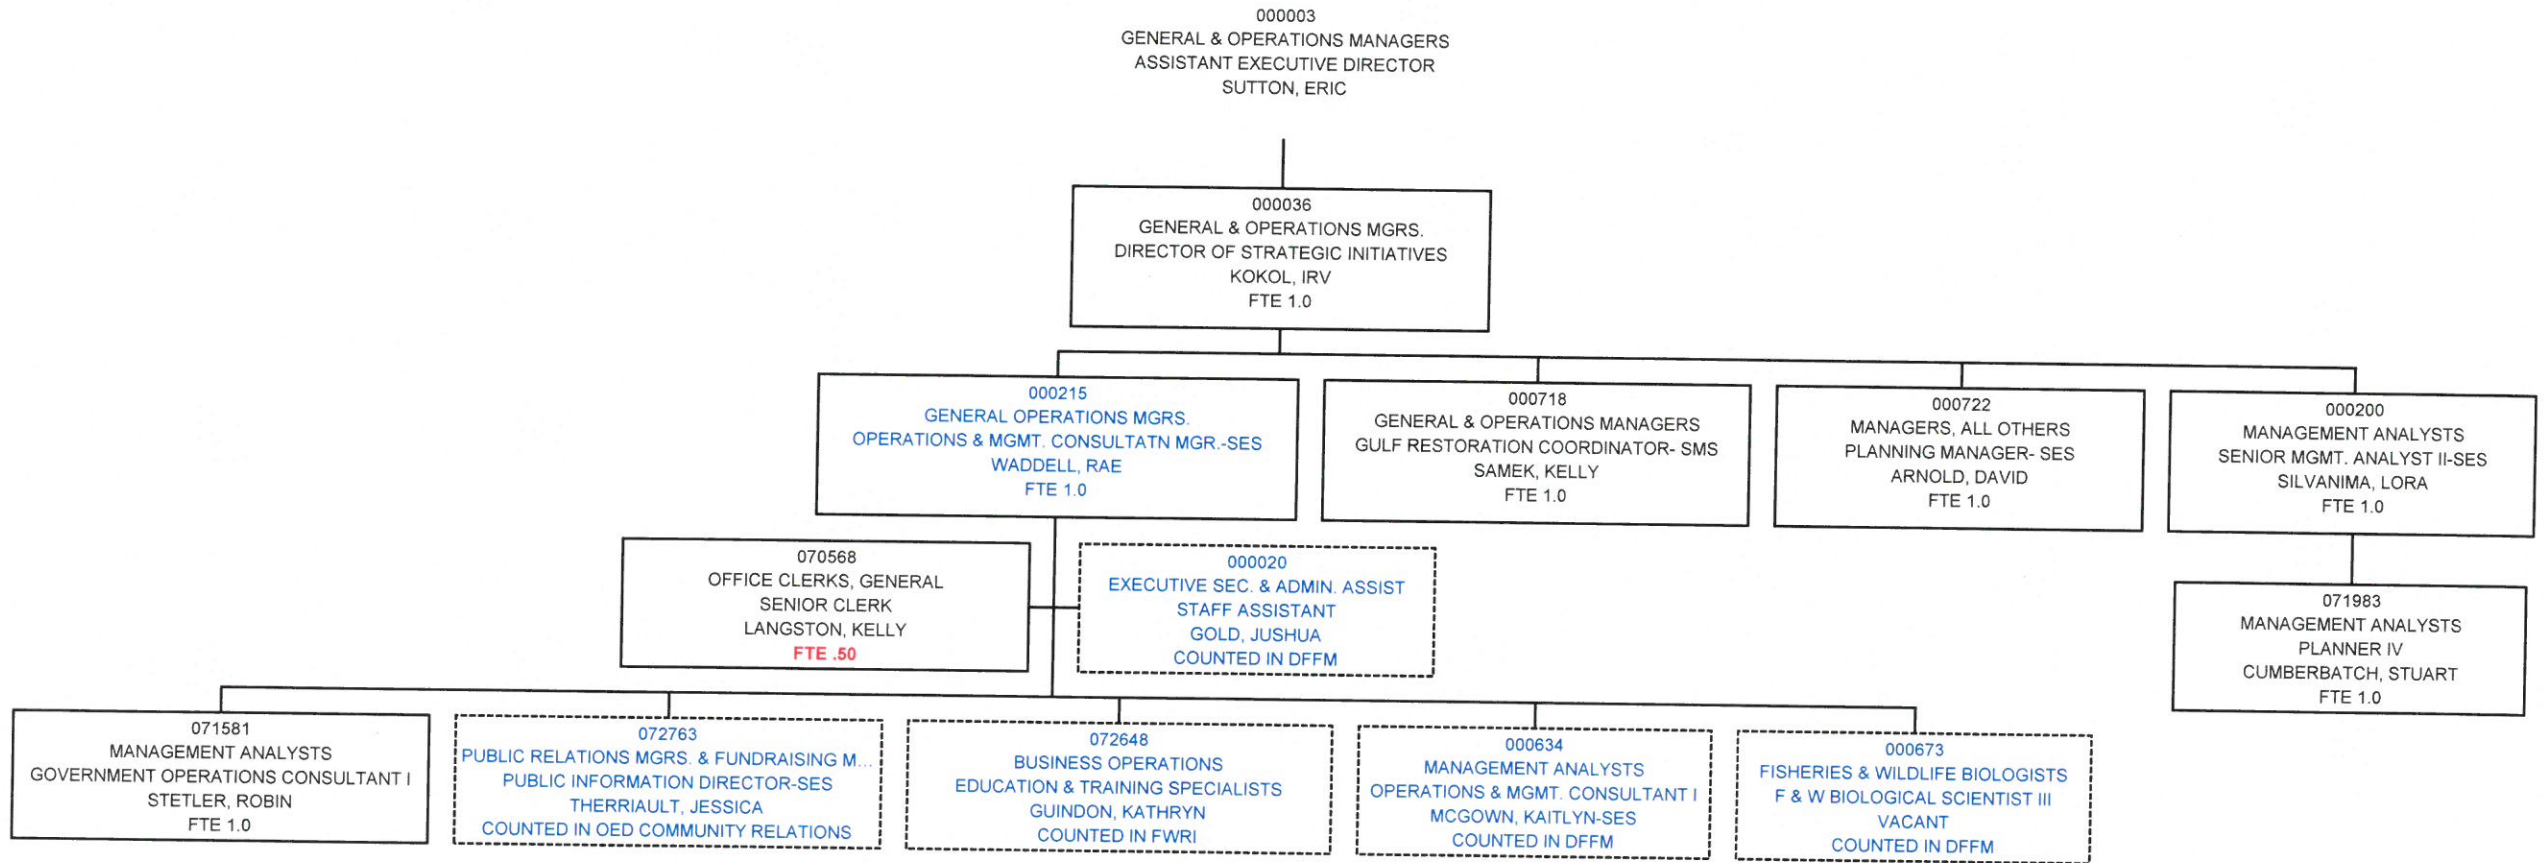 000003
GENERAL & OPERATIONS MANAGERS
ASSISTANT EXECUTIVE DIRECTOR
SUTTON, ERIC
000036
GENERAL & OPERATIONS MGRS.
DIRECTOR OF STRATEGIC INITIATIVES
KOKOL, IRV
FTE 1.0
000215
GENERAL OPERATIONS MGRS.
OPERATIONS & MGMT. CONSULTATN MGR.-SES
WADDELL, RAE
FTE 1.0
000718
GENERAL & OPERATIONS MANAGERS
GULF RESTORATION COORDINATOR- SMS
SAMEK, KELLY
FTE 1.0
000722
MANAGERS, ALL OTHERS
PLANNING MANAGER- SES
ARNOLD, DAVID
FTE 1.0
000200
MANAGEMENT ANALYSTS
SENIOR MGMT. ANALYST II-SES
SILVANIMA, LORA
FTE 1.0
070568
OFFICE CLERKS, GENERAL
SENIOR CLERK
LANGSTON, KELLY
FTE .50
000020
EXECUTIVE SEC. & ADMIN. ASSIST
STAFF ASSISTANT
GOLD, JUSHUA
COUNTED IN DFFM
071983
MANAGEMENT ANALYSTS
PLANNER IV
CUMBERBATCH, STUART
FTE 1.0
071581
MANAGEMENT ANALYSTS
GOVERNMENT OPERATIONS CONSULTANT I
STETLER, ROBIN
FTE 1.0
072763
PUBLIC RELATIONS MGRS. & FUNDRAISING M...
PUBLIC INFORMATION DIRECTOR-SES
THERRIAULT, JESSICA
COUNTED IN OED COMMUNITY RELATIONS
072648
BUSINESS OPERATIONS
EDUCATION & TRAINING SPECIALISTS
GUINDON, KATHRYN
COUNTED IN FWRI
000634
MANAGEMENT ANALYSTS
OPERATIONS & MGMT. CONSULTANT I
MCGOWN, KAITLYN-SES
COUNTED IN DFFM
000673
FISHERIES & WILDLIFE BIOLOGISTS
F & W BIOLOGICAL SCIENTIST III
VACANT
COUNTED IN DFFM